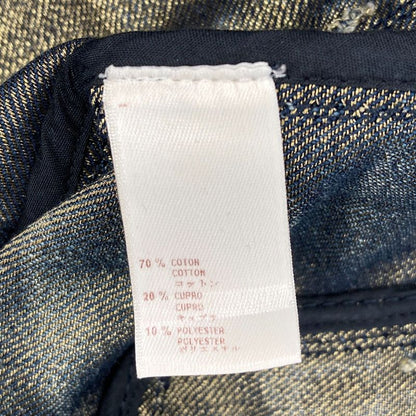 70 % COTON
COTTON
コットン
20 % CUPRO
CUPRO
キュプラ
10 % POLYESTER
POLYESTER
ポリエステル